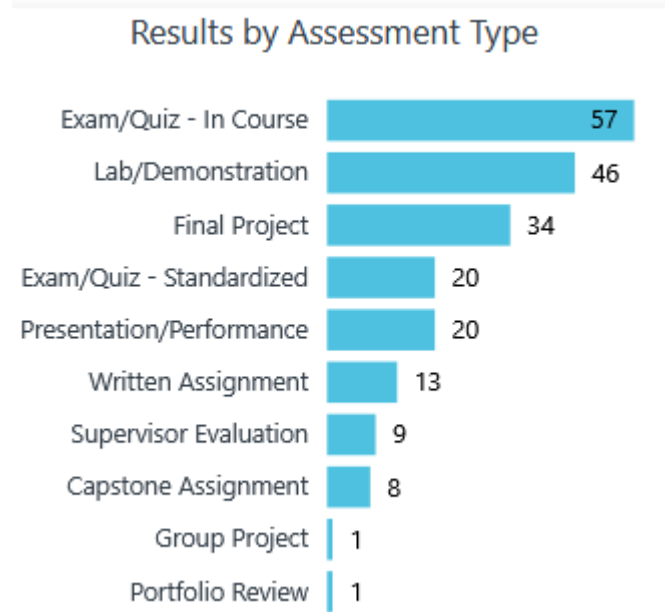 Results by Assessment Type
Exam/Quiz - In Course 57
Lab/Demonstration 46
Final Project 34
Exam/Quiz - Standardized 20
Presentation/Performance 20
Written Assignment 13
Supervisor Evaluation 9
Capstone Assignment 8
Group Project 1
Portfolio Review 1